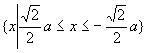 {x|√2/2 a ≤ x ≤ -√2/2 a}